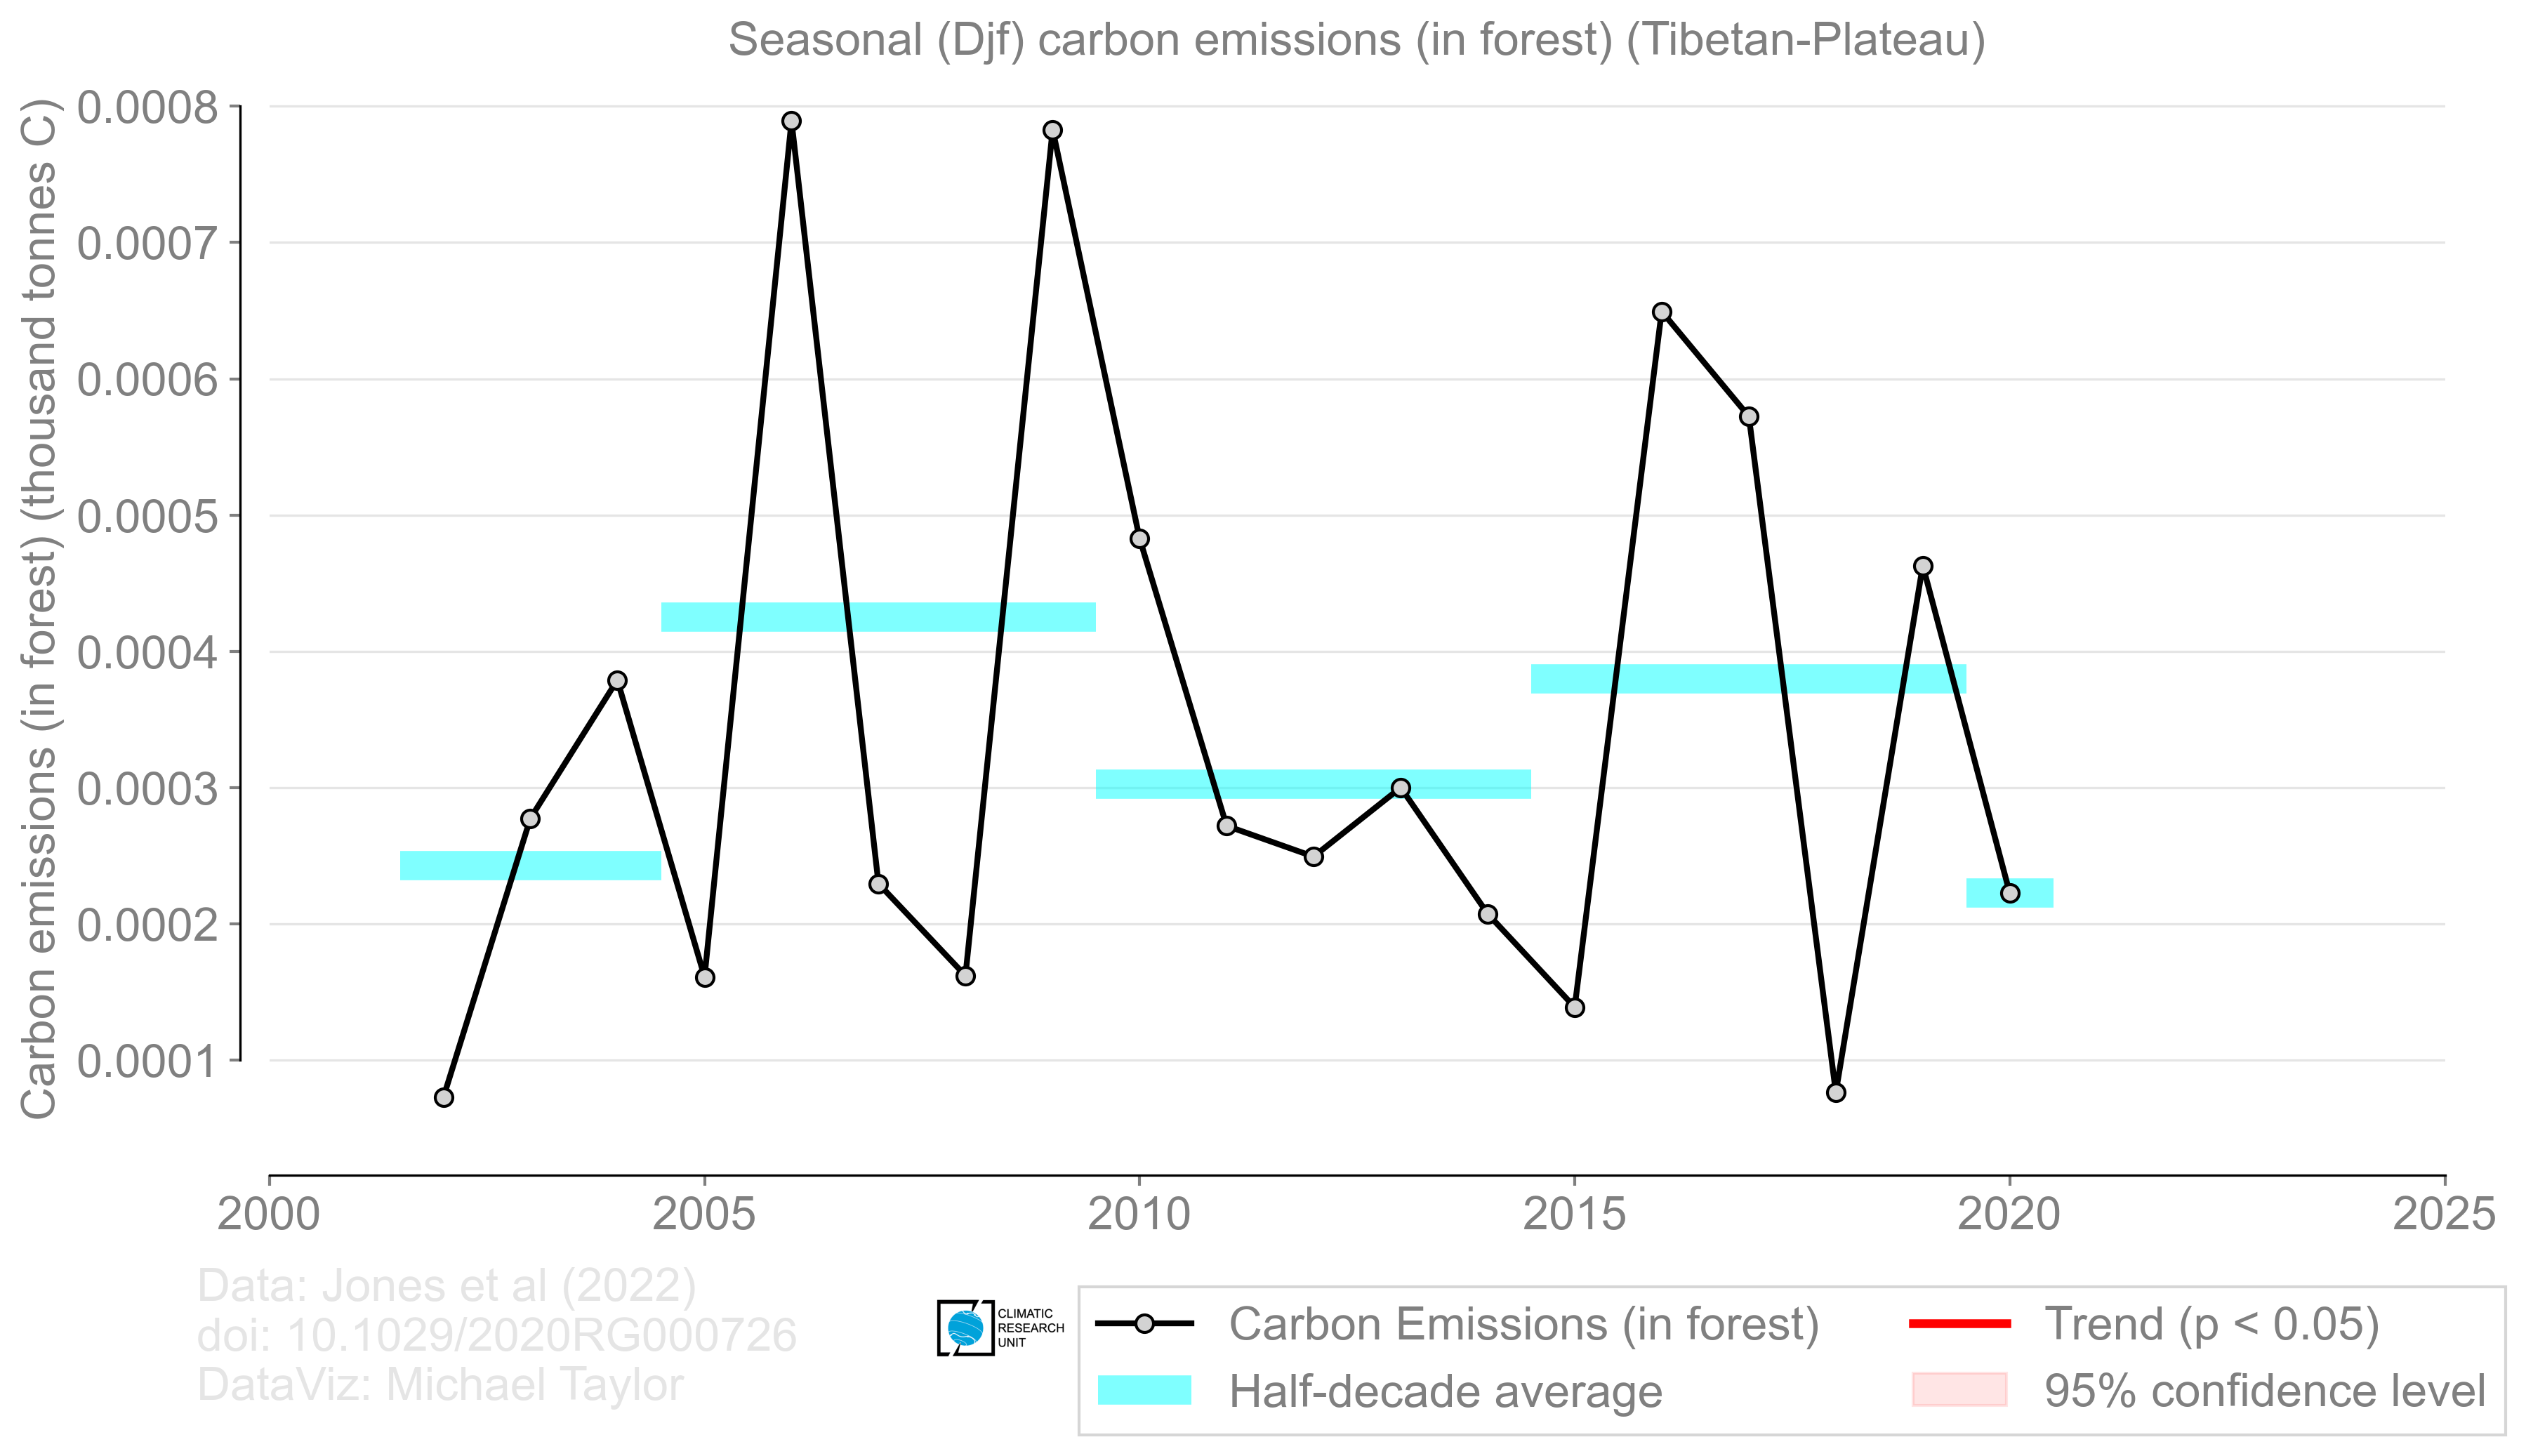 Seasonal (Djf) carbon emissions (in forest) (Tibetan-Plateau)
Carbon emissions (in forest) (thousand tonnes C)
0.0008
0.0007
0.0006
0.0005
0.0004
0.0003
0.0002
0.0001
2000
2005
2010
2015
2020
2025
Data: Jones et al (2022)
doi: 10.1029/2020RG000726
DataViz: Michael Taylor
CLIMATIC
RESEARCH
UNIT
Carbon Emissions (in forest)
Half-decade average
Trend (p < 0.05)
95% confidence level